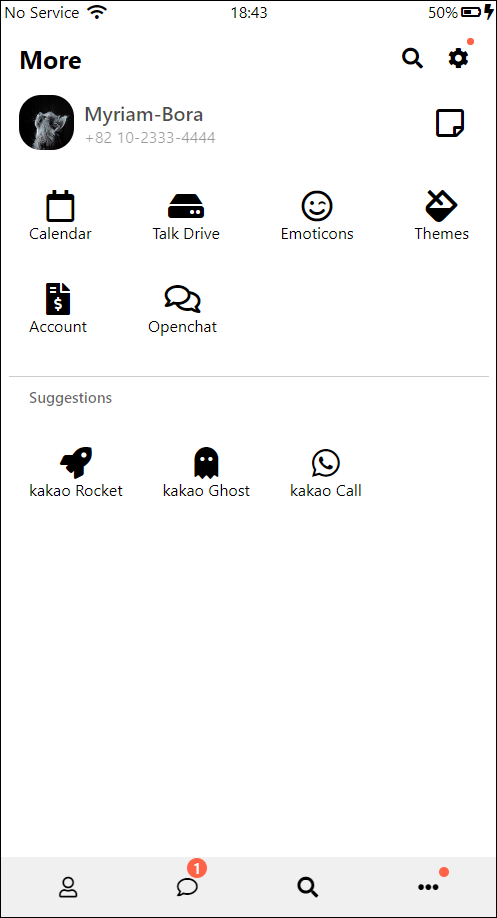 No Service 18:43 50%
More
Myriam-Bora
+82 10-2333-4444
Calendar Talk Drive Emoticons Themes
$
Account Openchat
Suggestions
kakao Rocket kakao Ghost kakao Call
1